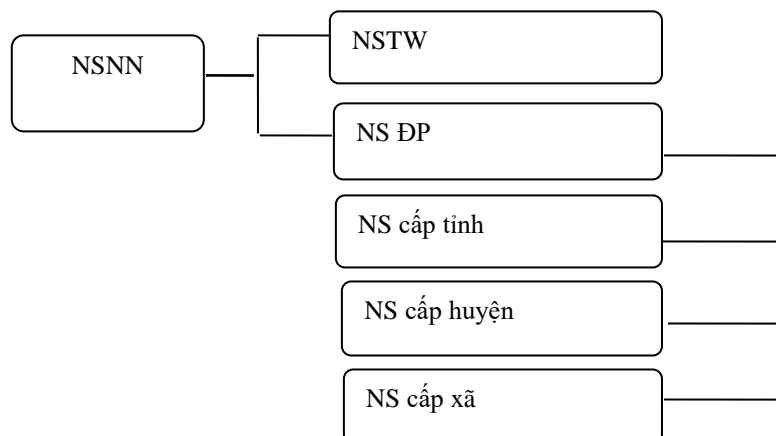 NSNN
NSTW
NS ĐP
NS cấp tỉnh
NS cấp huyện
NS cấp xã